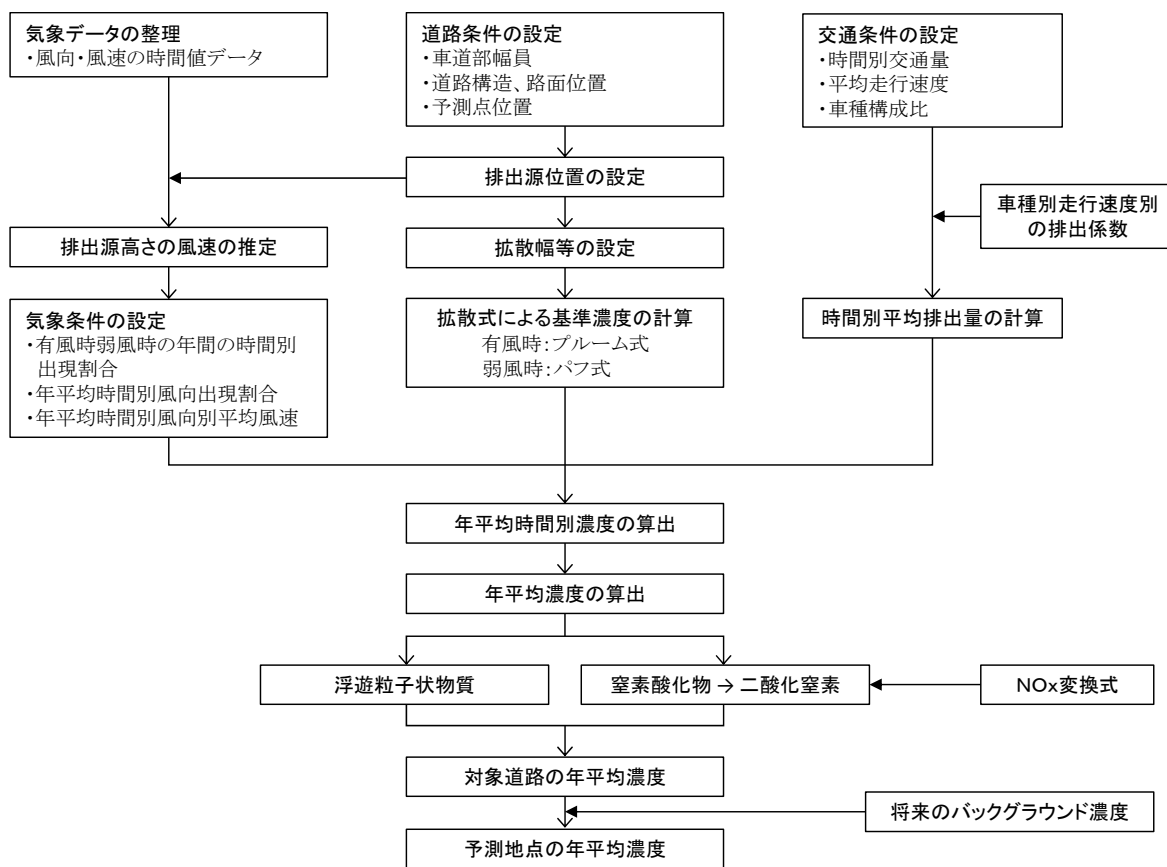 気象データの整理
・風向・風速の時間値データ
道路条件の設定
・車道部幅員
・道路構造、路面位置
・予測点位置
交通条件の設定
・時間別交通量
・平均走行速度
・車種構成比
排出源位置の設定
車種別走行速度別
の排出係数
排出源高さの風速の推定
拡散幅等の設定
気象条件の設定
・有風時弱風時の年間の時間別
出現割合
・年平均時間別風向出現割合
・年平均時間別風向別平均風速
拡散式による基準濃度の計算
有風時:プルーム式
弱風時:パフ式
時間別平均排出量の計算
年平均時間別濃度の算出
年平均濃度の算出
浮遊粒子状物質
窒素酸化物 → 二酸化窒素
NOx変換式
対象道路の年平均濃度
将来のバックグラウンド濃度
予測地点の年平均濃度